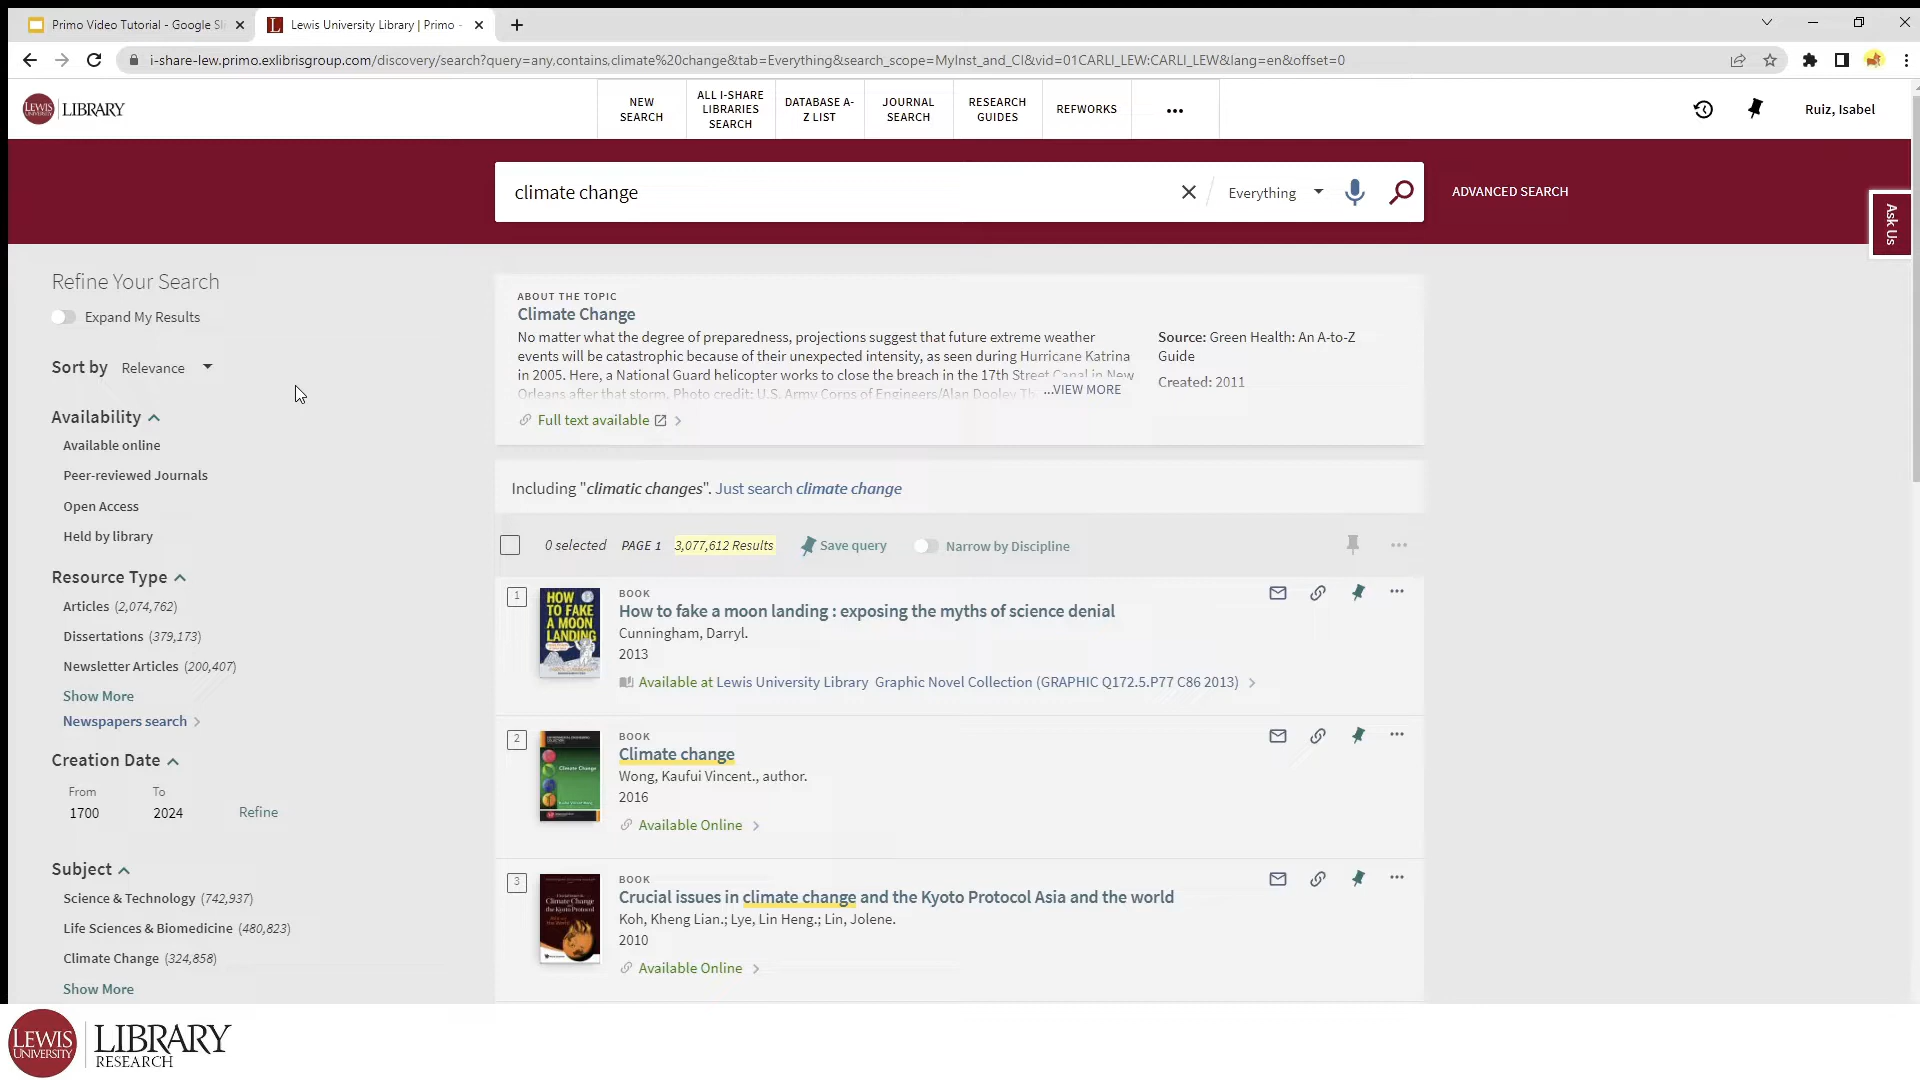 Primo Video Tutorial - Google Sl
Lewis University Library | Primo -
i-share-lew.primo.exlibrisgroup.com/discovery/search?query=any,contains,climate%20change&tab=Everything&search_scope=MyInst_and_CI&vid=01CARLI_LEW:CARLI_LEW&lang=en&offset=0
LEWIS
LIBRARY
NEW
SEARCH
ALL I-SHARE
LIBRARIES
SEARCH
DATABASE A-
Z LIST
JOURNAL
SEARCH
RESEARCH
GUIDES
REFWORKS
Ruiz, Isabel
climate change
Everything
ADVANCED SEARCH
Ask Us
Refine Your Search
Expand My Results
Sort by Relevance
Availability
Available online
Peer-reviewed Journals
Open Access
Held by library
Resource Type
Articles (2,074,762)
Dissertations (379,173)
Newsletter Articles (200,407)
Show More
Newspapers search
Creation Date
From To
1700 2024 Refine
Subject
Science & Technology (742,937)
Life Sciences & Biomedicine (480,823)
Climate Change (324,858)
Show More
ABOUT THE TOPIC
Climate Change
No matter what the degree of preparedness, projections suggest that future extreme weather
events will be catastrophic because of their unexpected intensity, as seen during Hurricane Katrina
in 2005. Here, a National Guard helicopter works to close the breach in the 17th Street Canal in New
Orleans after that storm. Photo credit: U.S. Army Corps of Engineers/Alan Dooley Th
...VIEW MORE
Full text available
Source: Green Health: An A-to-Z
Guide
Created: 2011
Including "climatic changes". Just search climate change
0 selected PAGE 1 3,077,612 Results Save query Narrow by Discipline
1
HOW
TO FAKE
A MOON
LANDING
BOOK
How to fake a moon landing : exposing the myths of science denial
Cunningham, Darryl.
2013
Available at Lewis University Library Graphic Novel Collection (GRAPHIC Q172.5.P77 C86 2013)
2
Climate Change
BOOK
Climate change
Wong, Kaufui Vincent., author.
2016
Available Online
3
Climate Change and
the Kyoto Protocol
BOOK
Crucial issues in climate change and the Kyoto Protocol Asia and the world
Koh, Kheng Lian.; Lye, Lin Heng.; Lin, Jolene.
2010
Available Online
LEWIS
UNIVERSITY
LIBRARY
RESEARCH